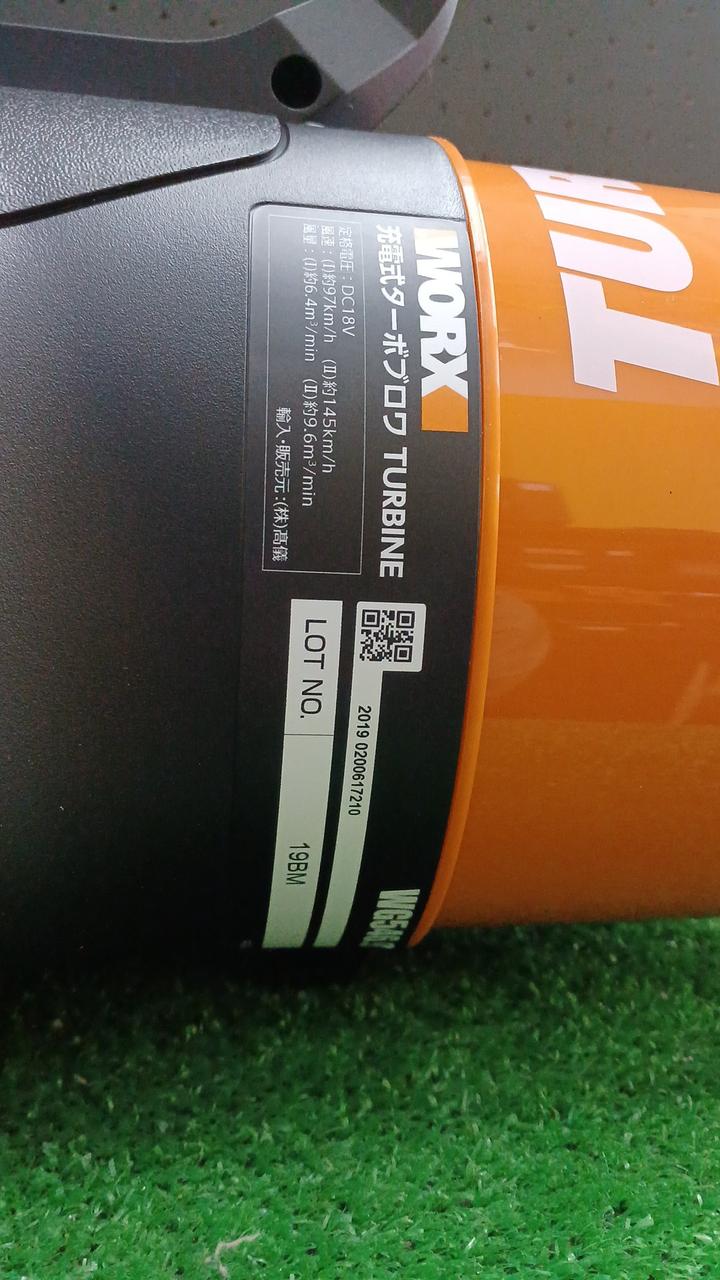 WORX
充電式ターボブロワ TURBINE
定格電圧：DC18V
風速：(Ⅰ)約97km/h (Ⅱ)約145km/h
風量：(Ⅰ)約6.4m³/min (Ⅱ)約9.6m³/min
輸入・販売元：(株)髙儀
2019 0200617210
LOT NO.
19BM